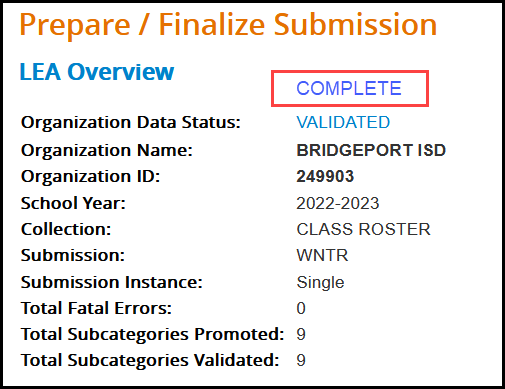 Prepare / Finalize Submission
LEA Overview
COMPLETE
Organization Data Status: VALIDATED
Organization Name: BRIDGEPORT ISD
Organization ID: 249903
School Year: 2022-2023
Collection: CLASS ROSTER
Submission: WNTR
Submission Instance: Single
Total Fatal Errors: 0
Total Subcategories Promoted: 9
Total Subcategories Validated: 9